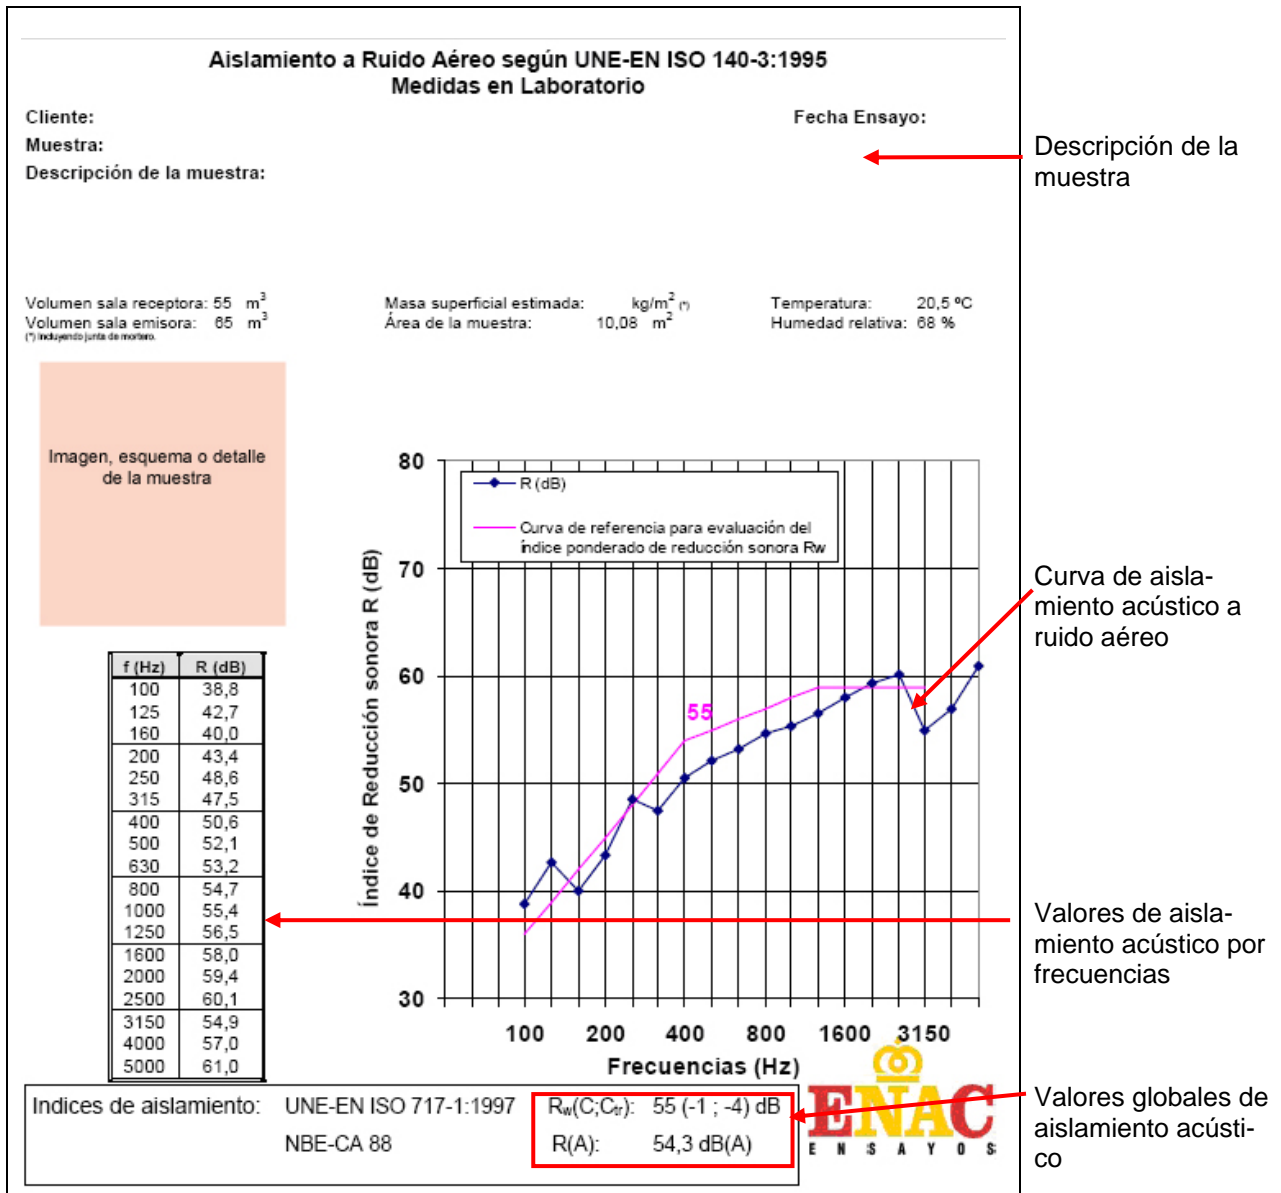 Aislamiento a Ruido Aéreo según UNE-EN ISO 140-3:1995
Medidas en Laboratorio
Cliente:
Fecha Ensayo:
Muestra:
Descripción de la muestra:
Descripción de la
muestra
Volumen sala receptora: 55 m³
Masa superficial estimada: kg/m² (*)
Temperatura: 20,5 ºC
Volumen sala emisora: 65 m³
Área de la muestra: 10,08 m²
Humedad relativa: 68 %
(*) Incluyendo junta de mortero.
Imagen, esquema o detalle
de la muestra
f (Hz) R (dB)
100 38,8
125 42,7
160 40,0
200 43,4
250 48,6
315 47,5
400 50,6
500 52,1
630 53,2
800 54,7
1000 55,4
1250 56,5
1600 58,0
2000 59,4
2500 60,1
3150 54,9
4000 57,0
5000 61,0
Índice de Reducción sonora R (dB)
80
70
60
50
40
30
R (dB)
Curva de referencia para evaluación del
índice ponderado de reducción sonora Rw
55
100 200 400 800 1600 3150
Frecuencias (Hz)
Curva de aisla-
miento acústico a
ruido aéreo
Valores de aisla-
miento acústico por
frecuencias
Indices de aislamiento: UNE-EN ISO 717-1:1997 Rw(C;Ctr): 55 (-1 ; -4) dB
NBE-CA 88 R(A): 54,3 dB(A)
ENAC
ENSAYOS
Valores globales de
aislamiento acústi-
co